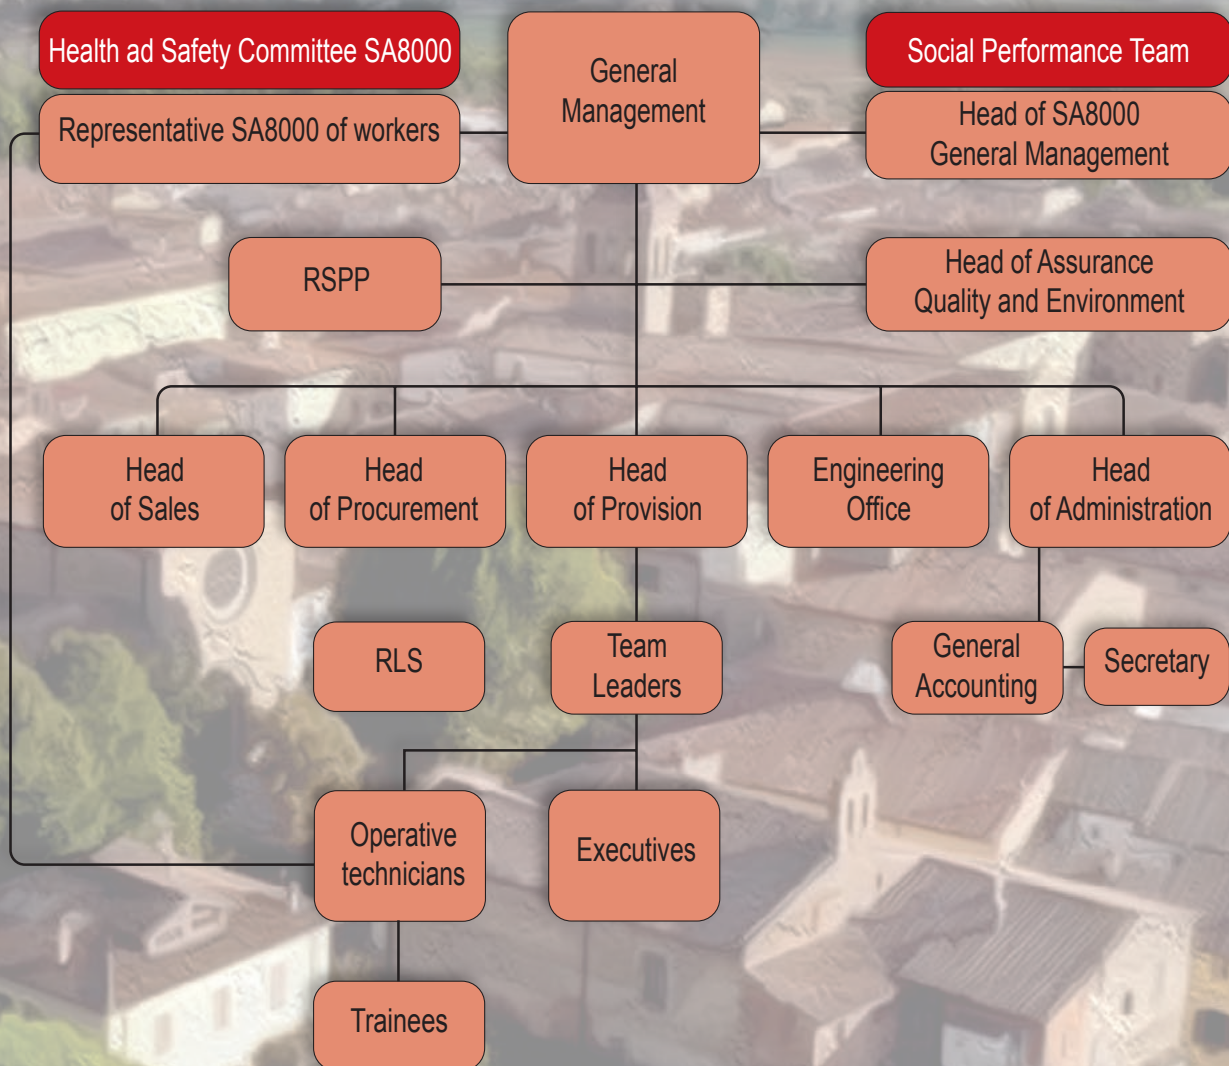 Health ad Safety Committee SA8000
General
Management
Social Performance Team
Representative SA8000 of workers
Head of SA8000
General Management
RSPP
Head of Assurance
Quality and Environment
Head
of Sales
Head
of Procurement
Head
of Provision
Engineering
Office
Head
of Administration
RLS
Team
Leaders
General
Accounting
Secretary
Operative
technicians
Executives
Trainees